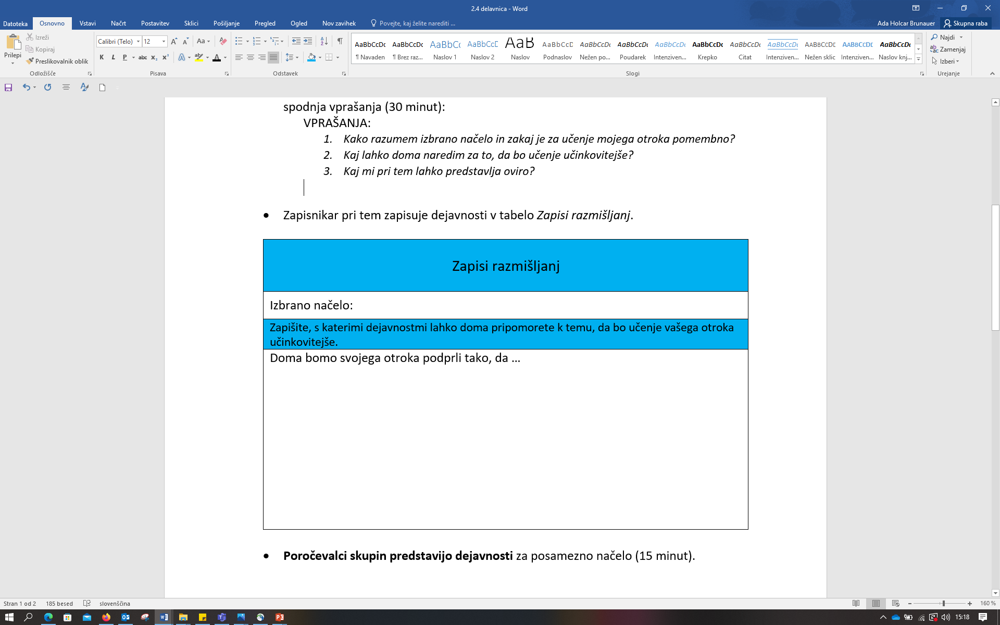 2.4 delavnica - Word
Datoteka Osnovno Vstavi Načrt Postavitev Sklici Pošiljanje Pregled Ogled Nov zavihek Povejte, kaj želite narediti ... Ada Holcar Brunauer Skupna raba
Prilepi
Izreži
Kopiraj
Preslikovalnik oblik
Odložišče
Calibri (Telo) 12
K L P abc
Pisava
Odstavek
AaBbCcDc AaBbCcDc AaBbCc AaBbCcD AaB AaBbCcD AaBbCcDc AaBbCcDc AaBbCcDc AaBbCcDc AaBbCcDc AaBbCcDc AABBCCDD AABBCCDD AaBbCcDc
¶ Navaden ¶ Brez raz... Naslov 1 Naslov 2 Naslov Podnaslov Nežen po... Poudarek Intenziven... Krepko Citat Intenziven... Nežen sklic Intenziven... Naslov knj...
Slogi
Najdi
Zamenjaj
Izberi
Urejanje
spodnja vprašanja (30 minut):
VPRAŠANJA:
1. Kako razumem izbrano načelo in zakaj je za učenje mojega otroka pomembno?
2. Kaj lahko doma naredim za to, da bo učenje učinkovitejše?
3. Kaj mi pri tem lahko predstavlja oviro?
• Zapisnikar pri tem zapisuje dejavnosti v tabelo Zapisi razmišljanj.
Zapisi razmišljanj
Izbrano načelo:
Zapišite, s katerimi dejavnostmi lahko doma pripomorete k temu, da bo učenje vašega otroka
učinkovitejše.
Doma bomo svojega otroka podprli tako, da ...
• Poročevalci skupin predstavijo dejavnosti za posamezno načelo (15 minut).
Stran 1 od 2 185 besed slovenščina 160 %
15:18